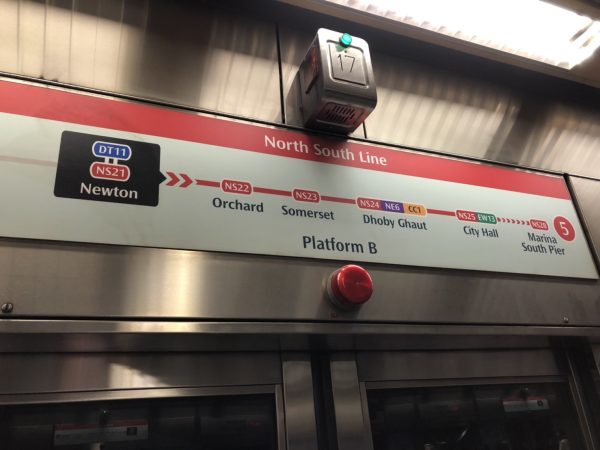 17
North South Line
DT11
NS21
Newton
NS22
Orchard
NS23
Somerset
NS24 NE6 CC1
Dhoby Ghaut
NS25 EW13
City Hall
NS28
Marina
South Pier
5
Platform B